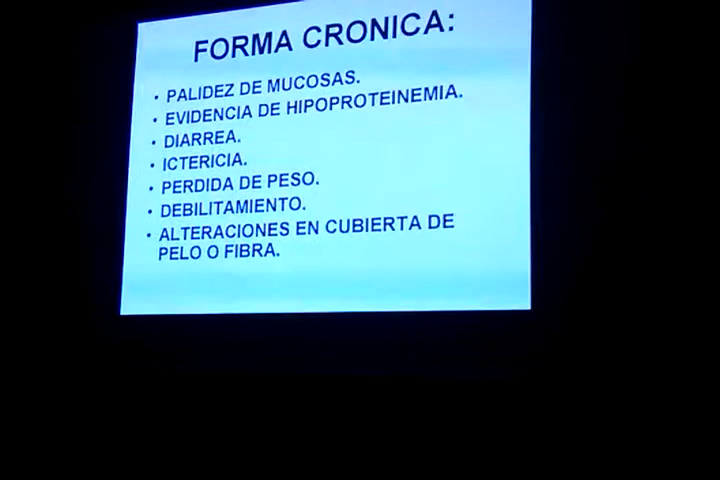 FORMA CRONICA:
• PALIDEZ DE MUCOSAS.
• EVIDENCIA DE HIPOPROTEINEMIA.
• DIARREA.
• ICTERICIA.
• PERDIDA DE PESO.
• DEBILITAMIENTO.
• ALTERACIONES EN CUBIERTA DE
PELO O FIBRA.